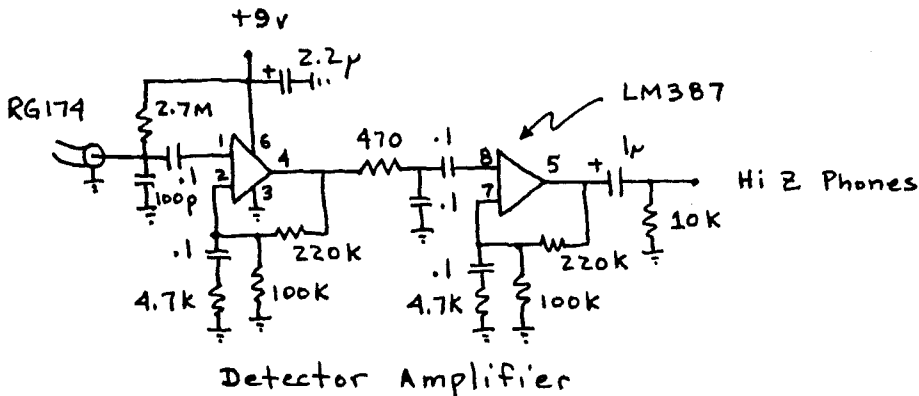 +9v
+ 2.2μ
RG174
2.7M
LM387
1 6 4
2 3
.1
100p
470
.1
.1
8 5
7
+ 1μ
Hi Z Phones
10K
220K
.1
4.7K
100K
220K
.1
4.7K
100K
Detector Amplifier